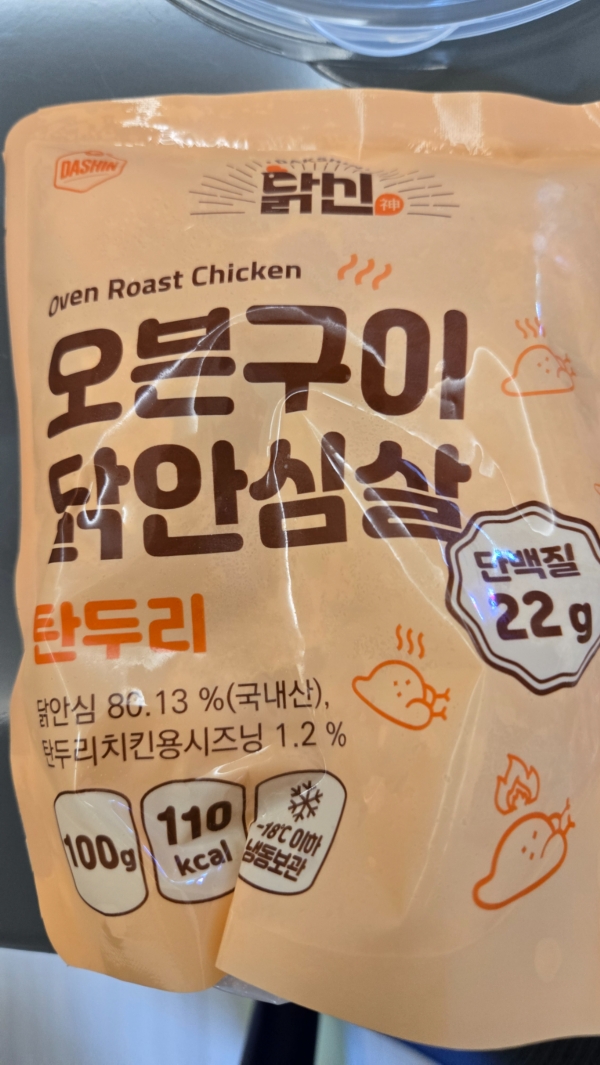 DASHIN
닭신 神
Oven Roast Chicken
오븐구이
닭안심살
단백질
22 g
탄두리
닭안심 80.13 %(국내산),
탄두리치킨용시즈닝 1.2 %
100g
110
kcal
-18℃ 이하
냉동보관